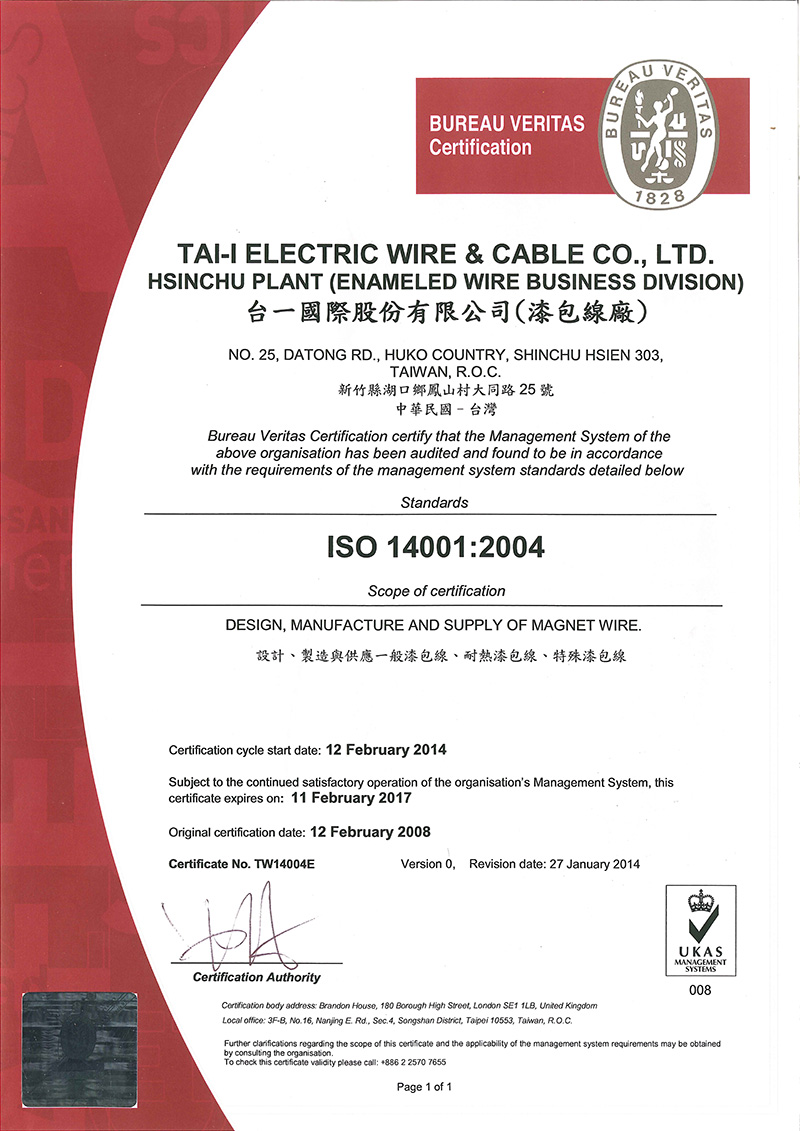 BUREAU VERITAS
Certification
BUREAU VERITAS
1828
TAI-I ELECTRIC WIRE & CABLE CO., LTD.
HSINCHU PLANT (ENAMELED WIRE BUSINESS DIVISION)
台一國際股份有限公司(漆包線廠)
NO. 25, DATONG RD., HUKO COUNTRY, SHINCHU HSIEN 303,
TAIWAN, R.O.C.
新竹縣湖口鄉鳳山村大同路 25 號
中華民國 - 台灣
Bureau Veritas Certification certify that the Management System of the
above organisation has been audited and found to be in accordance
with the requirements of the management system standards detailed below
Standards
ISO 14001:2004
Scope of certification
DESIGN, MANUFACTURE AND SUPPLY OF MAGNET WIRE.
設計、製造與供應一般漆包線、耐熱漆包線、特殊漆包線
Certification cycle start date: 12 February 2014
Subject to the continued satisfactory operation of the organisation's Management System, this
certificate expires on: 11 February 2017
Original certification date: 12 February 2008
Certificate No. TW14004E Version 0, Revision date: 27 January 2014
Certification Authority
UKAS
MANAGEMENT
SYSTEMS
008
Certification body address: Brandon House, 180 Borough High Street, London SE1 1LB, United Kingdom
Local office: 3F-B, No.16, Nanjing E. Rd., Sec.4, Songshan District, Taipei 10553, Taiwan, R.O.C.
Further clarifications regarding the scope of this certificate and the applicability of the management system requirements may be obtained
by consulting the organisation.
To check this certificate validity please call: +886 2 2570 7655
Page 1 of 1